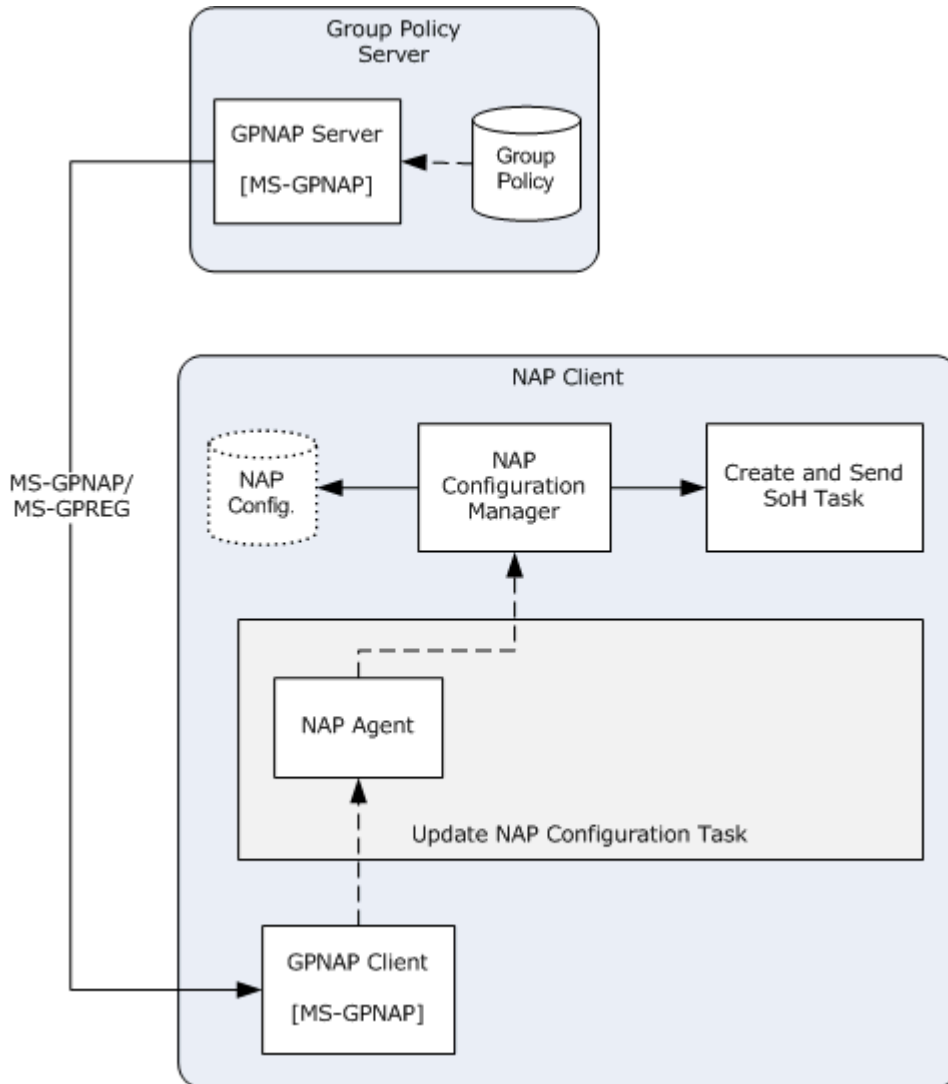 Group Policy
Server
GPNAP Server
[MS-GPNAP]
Group
Policy
MS-GPNAP/
MS-GPREG
NAP Client
NAP
Config.
NAP
Configuration
Manager
Create and Send
SoH Task
NAP Agent
Update NAP Configuration Task
GPNAP Client
[MS-GPNAP]